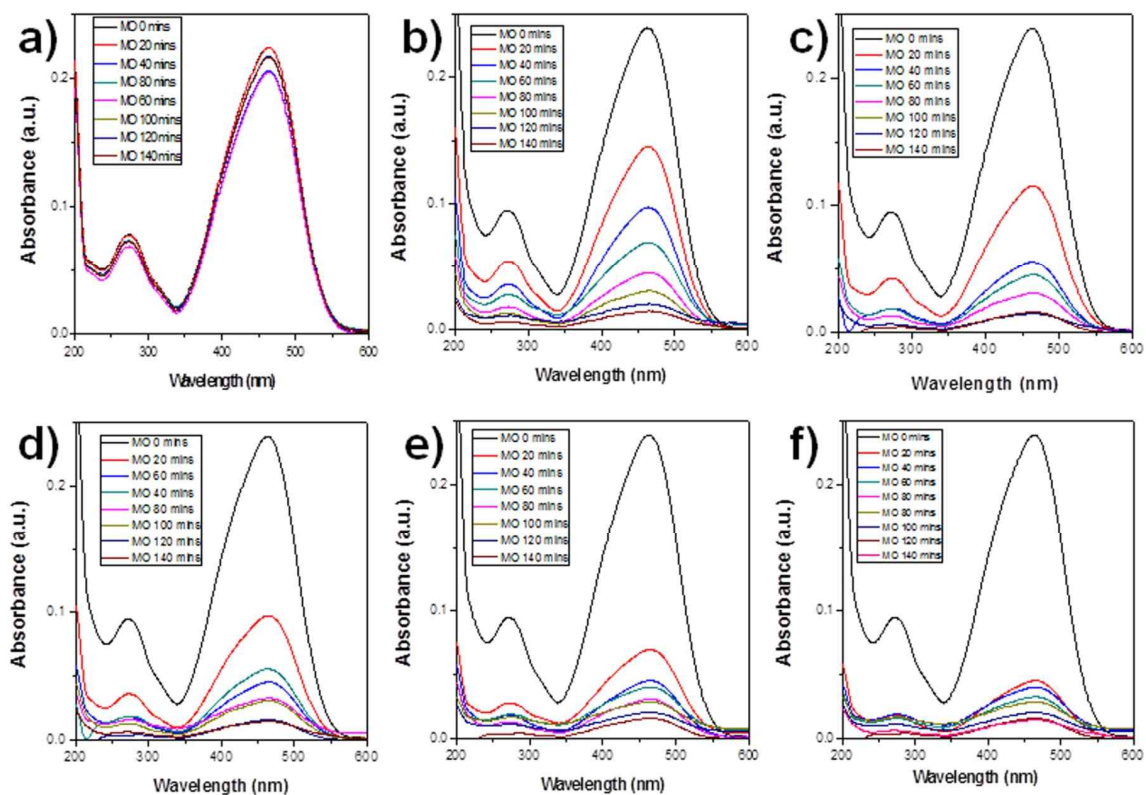 a)
MO 0 mins
MO 20 mins
MO 40 mins
MO 80 mins
MO 60 mins
MO 100 mins
MO 120 mins
MO 140 mins
0.2
0.1
0.0
Absorbance (a.u.)
200 300 400 500 600
Wavelength (nm)
b)
MO 0 mins
MO 20 mins
MO 40 mins
MO 60 mins
MO 80 mins
MO 100 mins
MO 120 mins
MO 140 mins
0.2
0.1
0.0
Absorbance (a.u.)
200 300 400 500 600
Wavelength (nm)
c)
MO 0 mins
MO 20 mins
MO 40 mins
MO 60 mins
MO 80 mins
MO 100 mins
MO 120 mins
MO 140 mins
0.2
0.1
0.0
Absorbance (a.u.)
200 300 400 500 600
Wavelength (nm)
d)
MO 0 mins
MO 20 mins
MO 60 mins
MO 40 mins
MO 80 mins
MO 100 mins
MO 120 mins
MO 140 mins
0.2
0.1
0.0
Absorbance (a.u.)
200 300 400 500 600
Wavelength (nm)
e)
MO 0 mins
MO 20 mins
MO 40 mins
MO 60 mins
MO 80 mins
MO 100 mins
MO 120 mins
MO 140 mins
0.2
0.1
0.0
Absorbance (a.u.)
200 300 400 500 600
Wavelength (nm)
f)
MO 0 mins
MO 20 mins
MO 40 mins
MO 60 mins
MO 80 mins
MO 80 mins
MO 100 mins
MO 120 mins
MO 140 mins
0.2
0.1
0.0
Absorbance (a.u.)
200 300 400 500 600
Wavelength (nm)